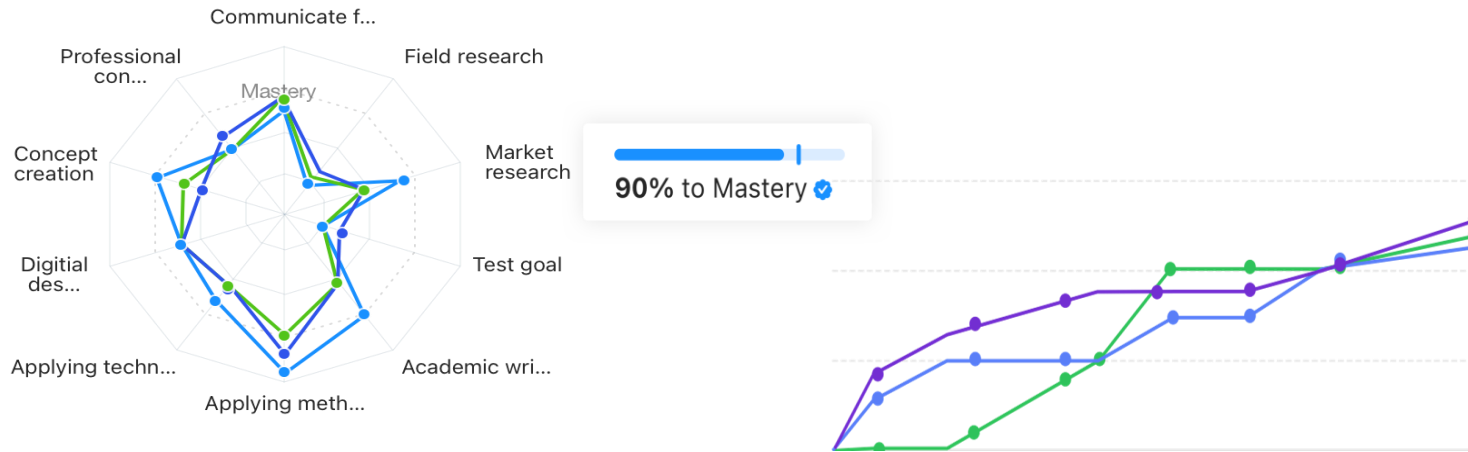 Communicate f...
Professional
con...
Field research
Mastery
Concept
creation
Market
research
90% to Mastery
Digitial
des...
Test goal
Applying techn...
Academic wri...
Applying meth...